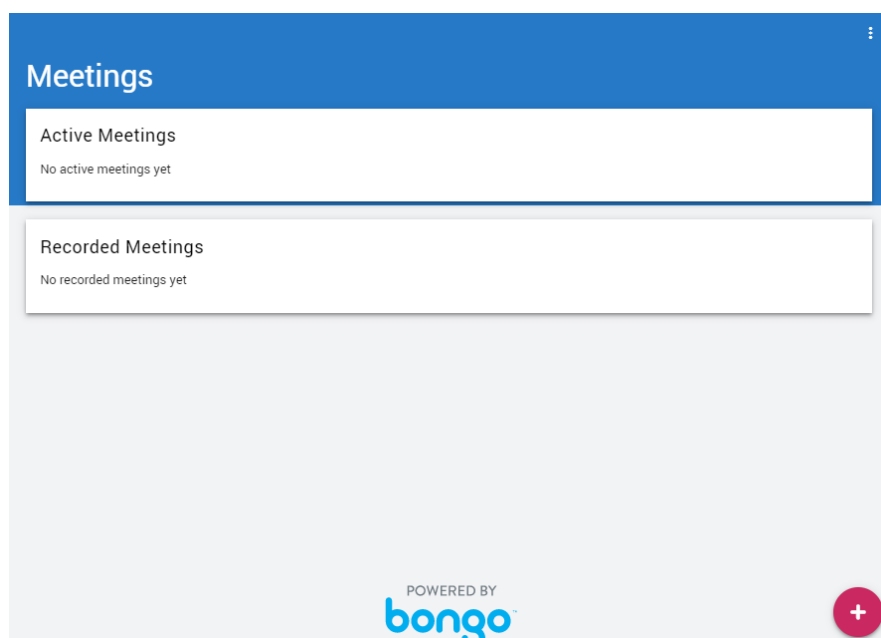 Meetings
Active Meetings
No active meetings yet
Recorded Meetings
No recorded meetings yet
POWERED BY
bongo